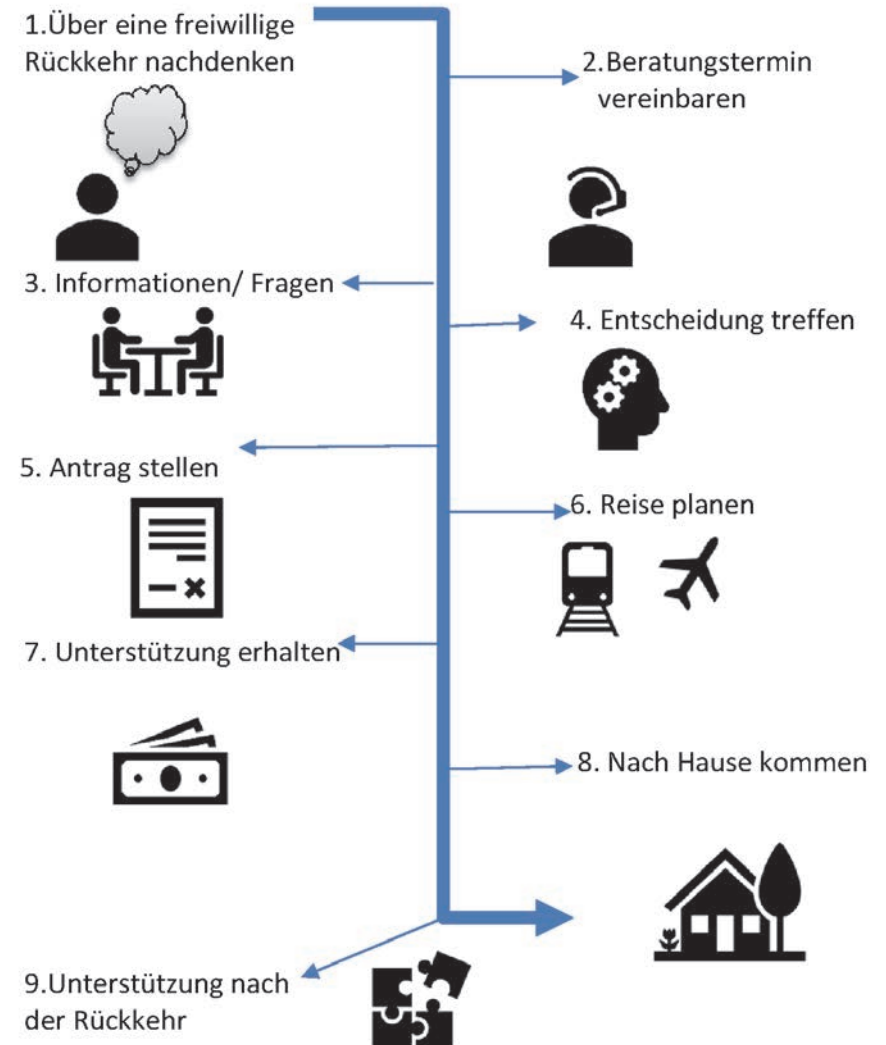 1.Über eine freiwillige
Rückkehr nachdenken
2.Beratungstermin
vereinbaren
3. Informationen/ Fragen
4. Entscheidung treffen
5. Antrag stellen
6. Reise planen
7. Unterstützung erhalten
8. Nach Hause kommen
9.Unterstützung nach
der Rückkehr